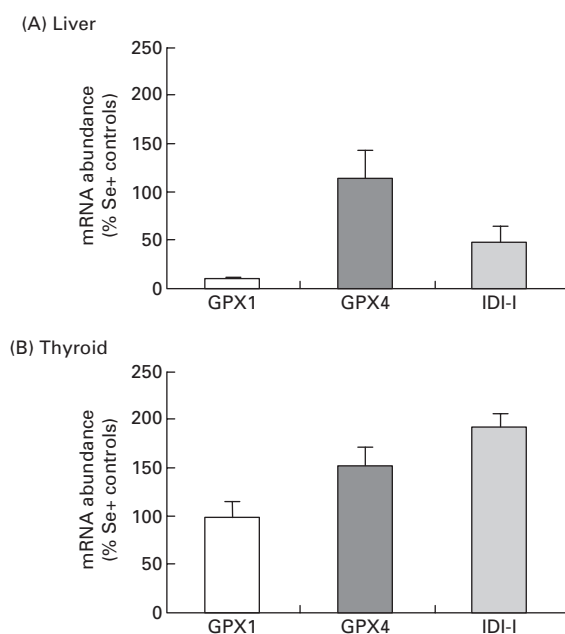 (A) Liver
mRNA abundance
(% Se+ controls)
250
200
150
100
50
0
GPX1 GPX4 IDI-I
(B) Thyroid
mRNA abundance
(% Se+ controls)
250
200
150
100
50
0
GPX1 GPX4 IDI-I